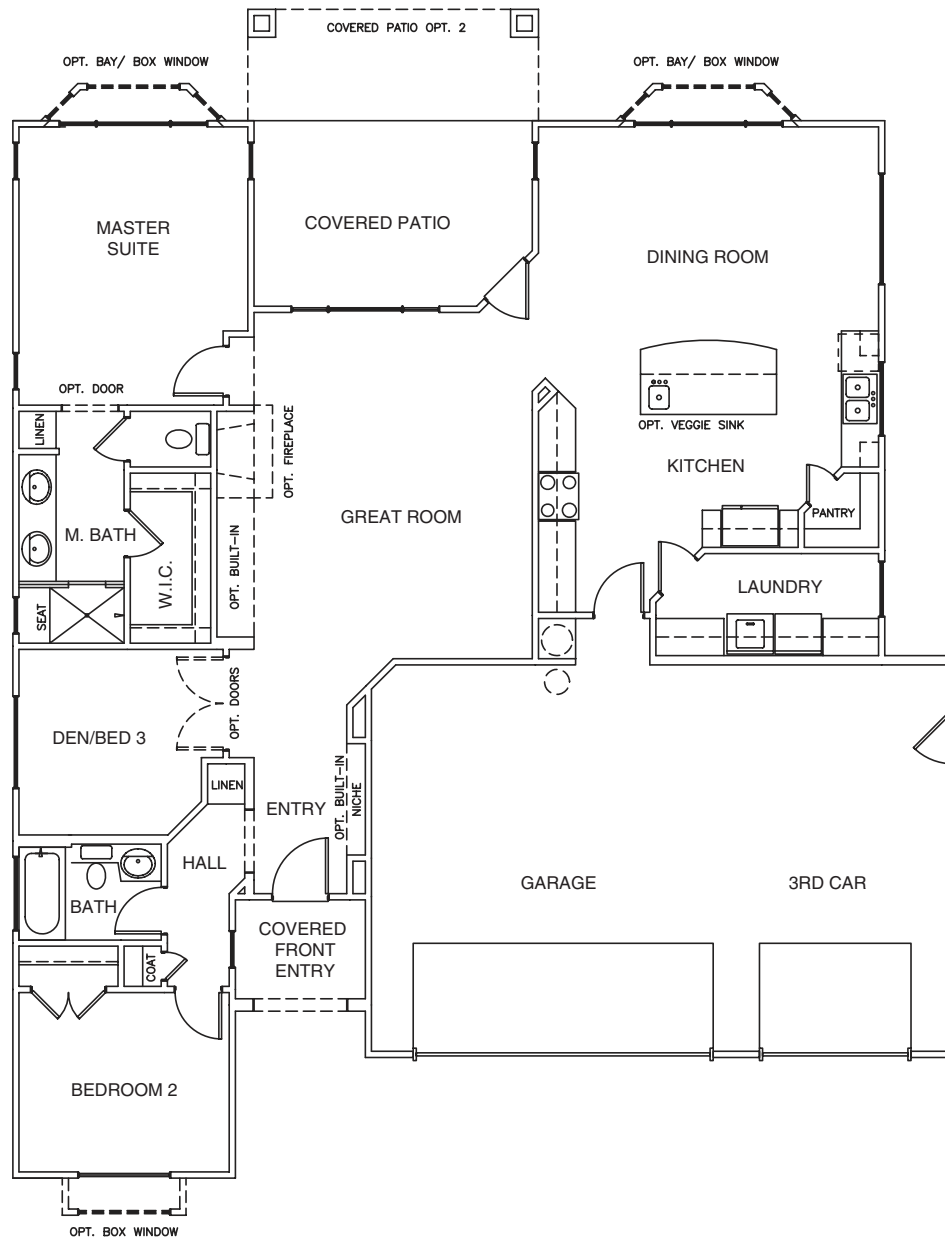 COVERED PATIO OPT. 2
OPT. BAY/ BOX WINDOW
OPT. BAY/ BOX WINDOW
MASTER
SUITE
COVERED PATIO
DINING ROOM
OPT. DOOR
LINEN
OPT. FIREPLACE
OPT. VEGGIE SINK
KITCHEN
GREAT ROOM
PANTRY
M. BATH
W.I.C.
OPT. BUILT-IN
SEAT
LAUNDRY
OPT. DOORS
DEN/BED 3
LINEN
ENTRY
OPT. BUILT-IN
NICHE
HALL
GARAGE
3RD CAR
BATH
COVERED
FRONT
ENTRY
COAT
BEDROOM 2
OPT. BOX WINDOW